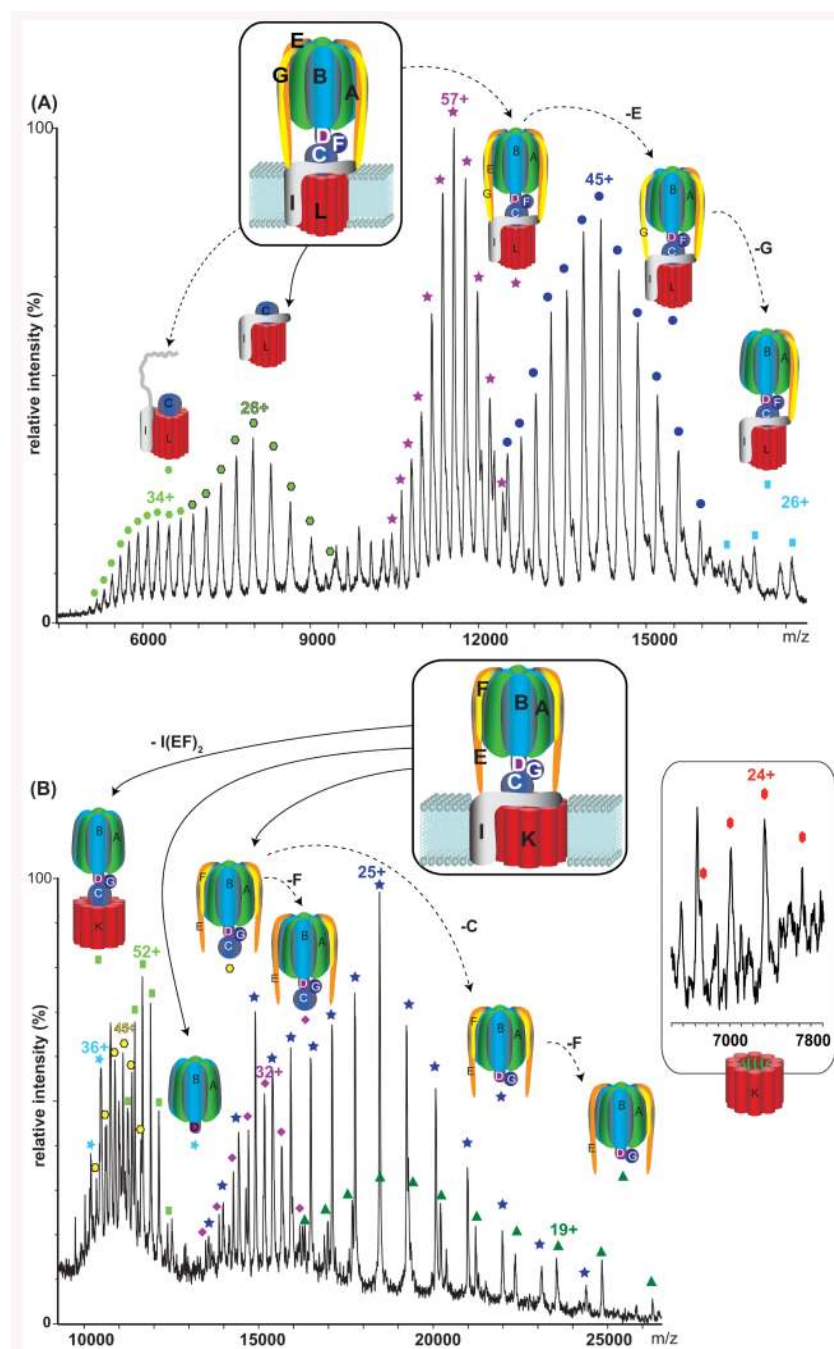 (A)
E
G
B
A
D
F
C
I
L
57+
-E
B
A
E
G
D
F
C
I
L
45+
B
A
G
D
F
C
I
L
-G
B
A
D
F
C
I
L
26+
C
I
L
C
I
L
34+
26+
100
relative intensity (%)
0
6000 9000 12000 15000
m/z
(B)
- I(EF)2
F
B
A
E
D
G
C
I
K
B
A
D
G
C
K
52+
45+
36+
B
A
F
B
A
E
D
G
C
-F
B
A
E
D
G
C
32+
25+
-C
F
B
A
E
D
G
-F
B
A
E
D
G
19+
24+
7000 7800
K
100
relative intensity (%)
0
10000 15000 20000 25000 m/z